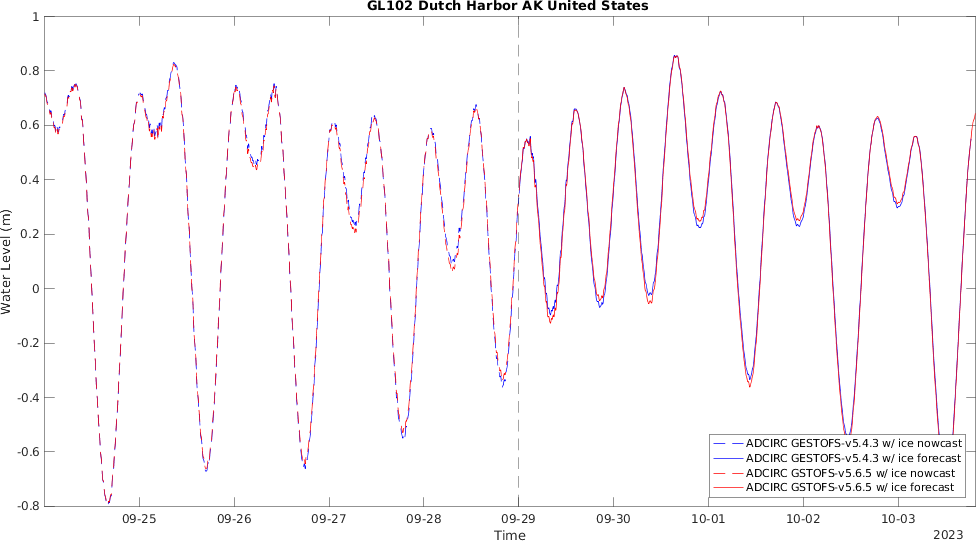 GL102 Dutch Harbor AK United States
1
0.8
0.6
0.4
0.2
0
-0.2
-0.4
-0.6
-0.8
Water Level (m)
ADCIRC GESTOFS-v5.4.3 w/ ice nowcast
ADCIRC GESTOFS-v5.4.3 w/ ice forecast
ADCIRC GSTOFS-v5.6.5 w/ ice nowcast
ADCIRC GSTOFS-v5.6.5 w/ ice forecast
09-25 09-26 09-27 09-28 09-29 09-30 10-01 10-02 10-03
Time
2023